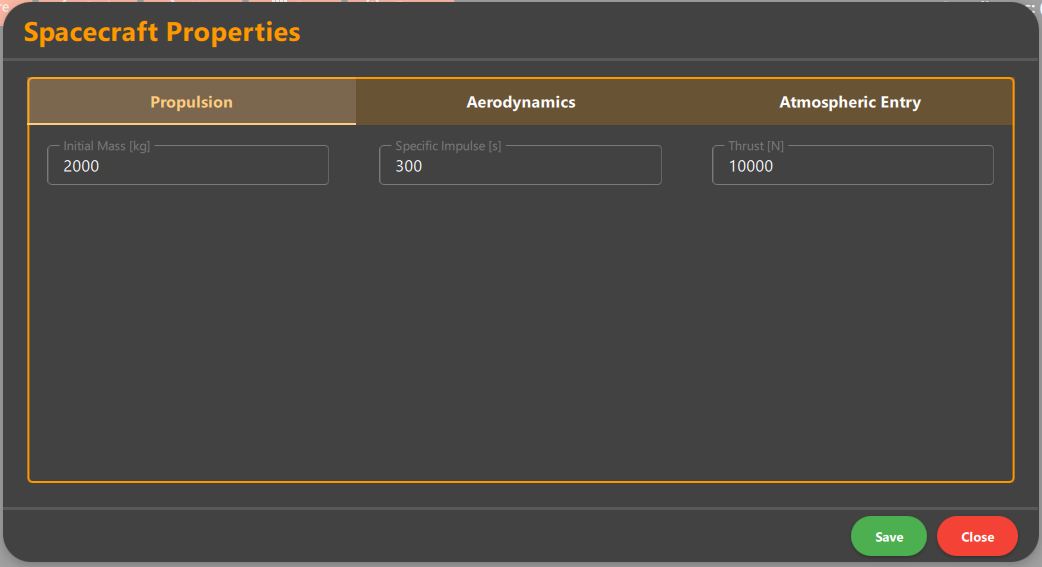 Spacecraft Properties
Propulsion Aerodynamics Atmospheric Entry
Initial Mass [kg] Specific Impulse [s] Thrust [N]
2000 300 10000
Save Close